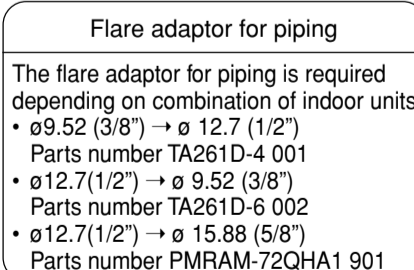 Flare adaptor for piping
The flare adaptor for piping is required
depending on combination of indoor units
• ø9.52 (3/8”) → ø 12.7 (1/2”)
Parts number TA261D-4 001
• ø12.7(1/2”) → ø 9.52 (3/8”)
Parts number TA261D-6 002
• ø12.7(1/2”) → ø 15.88 (5/8”)
Parts number PMRAM-72QHA1 901